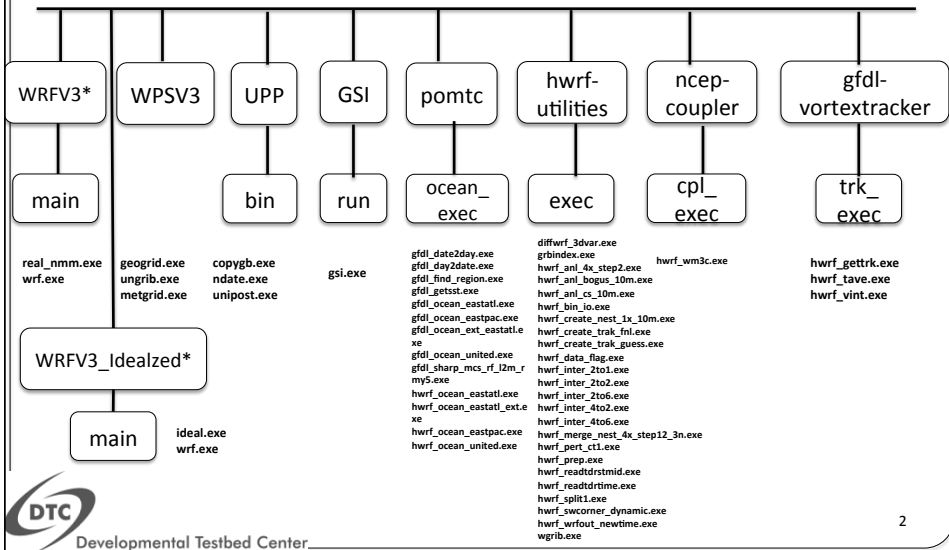 WRFV3*
WPSV3
UPP
GSI
pomtc
hwrf-
utilities
ncep-
coupler
gfdl-
vortextracker
main
bin
run
ocean_
exec
exec
cpl_
exec
trk_
exec
real_nmm.exe
wrf.exe
geogrid.exe
ungrib.exe
metgrid.exe
copygb.exe
ndate.exe
unipost.exe
gsi.exe
gfdl_date2day.exe
gfdl_day2date.exe
gfdl_find_region.exe
gfdl_getsst.exe
gfdl_ocean_eastatl.exe
gfdl_ocean_eastpac.exe
gfdl_ocean_ext_eastatl.e
xe
gfdl_ocean_united.exe
gfdl_sharp_mcs_rf_l2m_r
my5.exe
hwrf_ocean_eastatl.exe
hwrf_ocean_eastatl_ext.e
xe
hwrf_ocean_eastpac.exe
hwrf_ocean_united.exe
diffwrf_3dvar.exe
grbindex.exe
hwrf_anl_4x_step2.exe
hwrf_anl_bogus_10m.exe
hwrf_anl_cs_10m.exe
hwrf_bin_io.exe
hwrf_create_nest_1x_10m.exe
hwrf_create_trak_fnl.exe
hwrf_create_trak_guess.exe
hwrf_data_flag.exe
hwrf_inter_2to1.exe
hwrf_inter_2to2.exe
hwrf_inter_2to6.exe
hwrf_inter_4to2.exe
hwrf_inter_4to6.exe
hwrf_merge_nest_4x_step12_3n.exe
hwrf_pert_ct1.exe
hwrf_prep.exe
hwrf_readtdrstmid.exe
hwrf_readtdrtime.exe
hwrf_split1.exe
hwrf_swcorner_dynamic.exe
hwrf_wrfout_newtime.exe
wgrib.exe
hwrf_wm3c.exe
hwrf_gettrk.exe
hwrf_tave.exe
hwrf_vint.exe
WRFV3_Idealzed*
main
ideal.exe
wrf.exe
DTC
Developmental Testbed Center
2